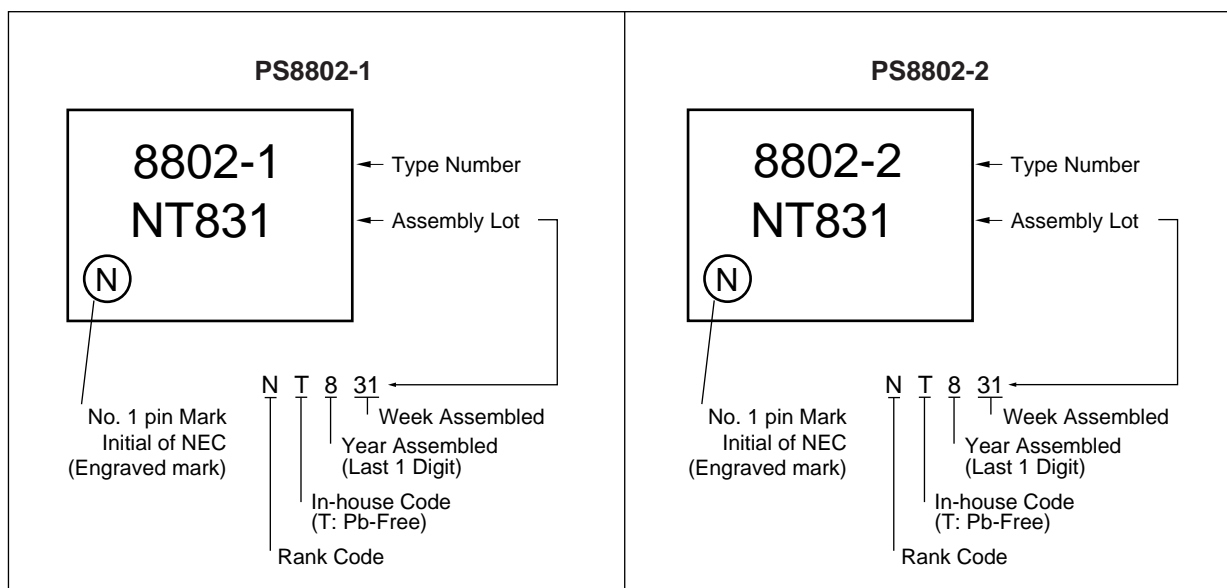 PS8802-1
8802-1
Type Number
NT831
Assembly Lot
N
N T 8 31
No. 1 pin Mark
Initial of NEC
(Engraved mark)
Week Assembled
Year Assembled
(Last 1 Digit)
In-house Code
(T: Pb-Free)
Rank Code
PS8802-2
8802-2
Type Number
NT831
Assembly Lot
N
N T 8 31
No. 1 pin Mark
Initial of NEC
(Engraved mark)
Week Assembled
Year Assembled
(Last 1 Digit)
In-house Code
(T: Pb-Free)
Rank Code